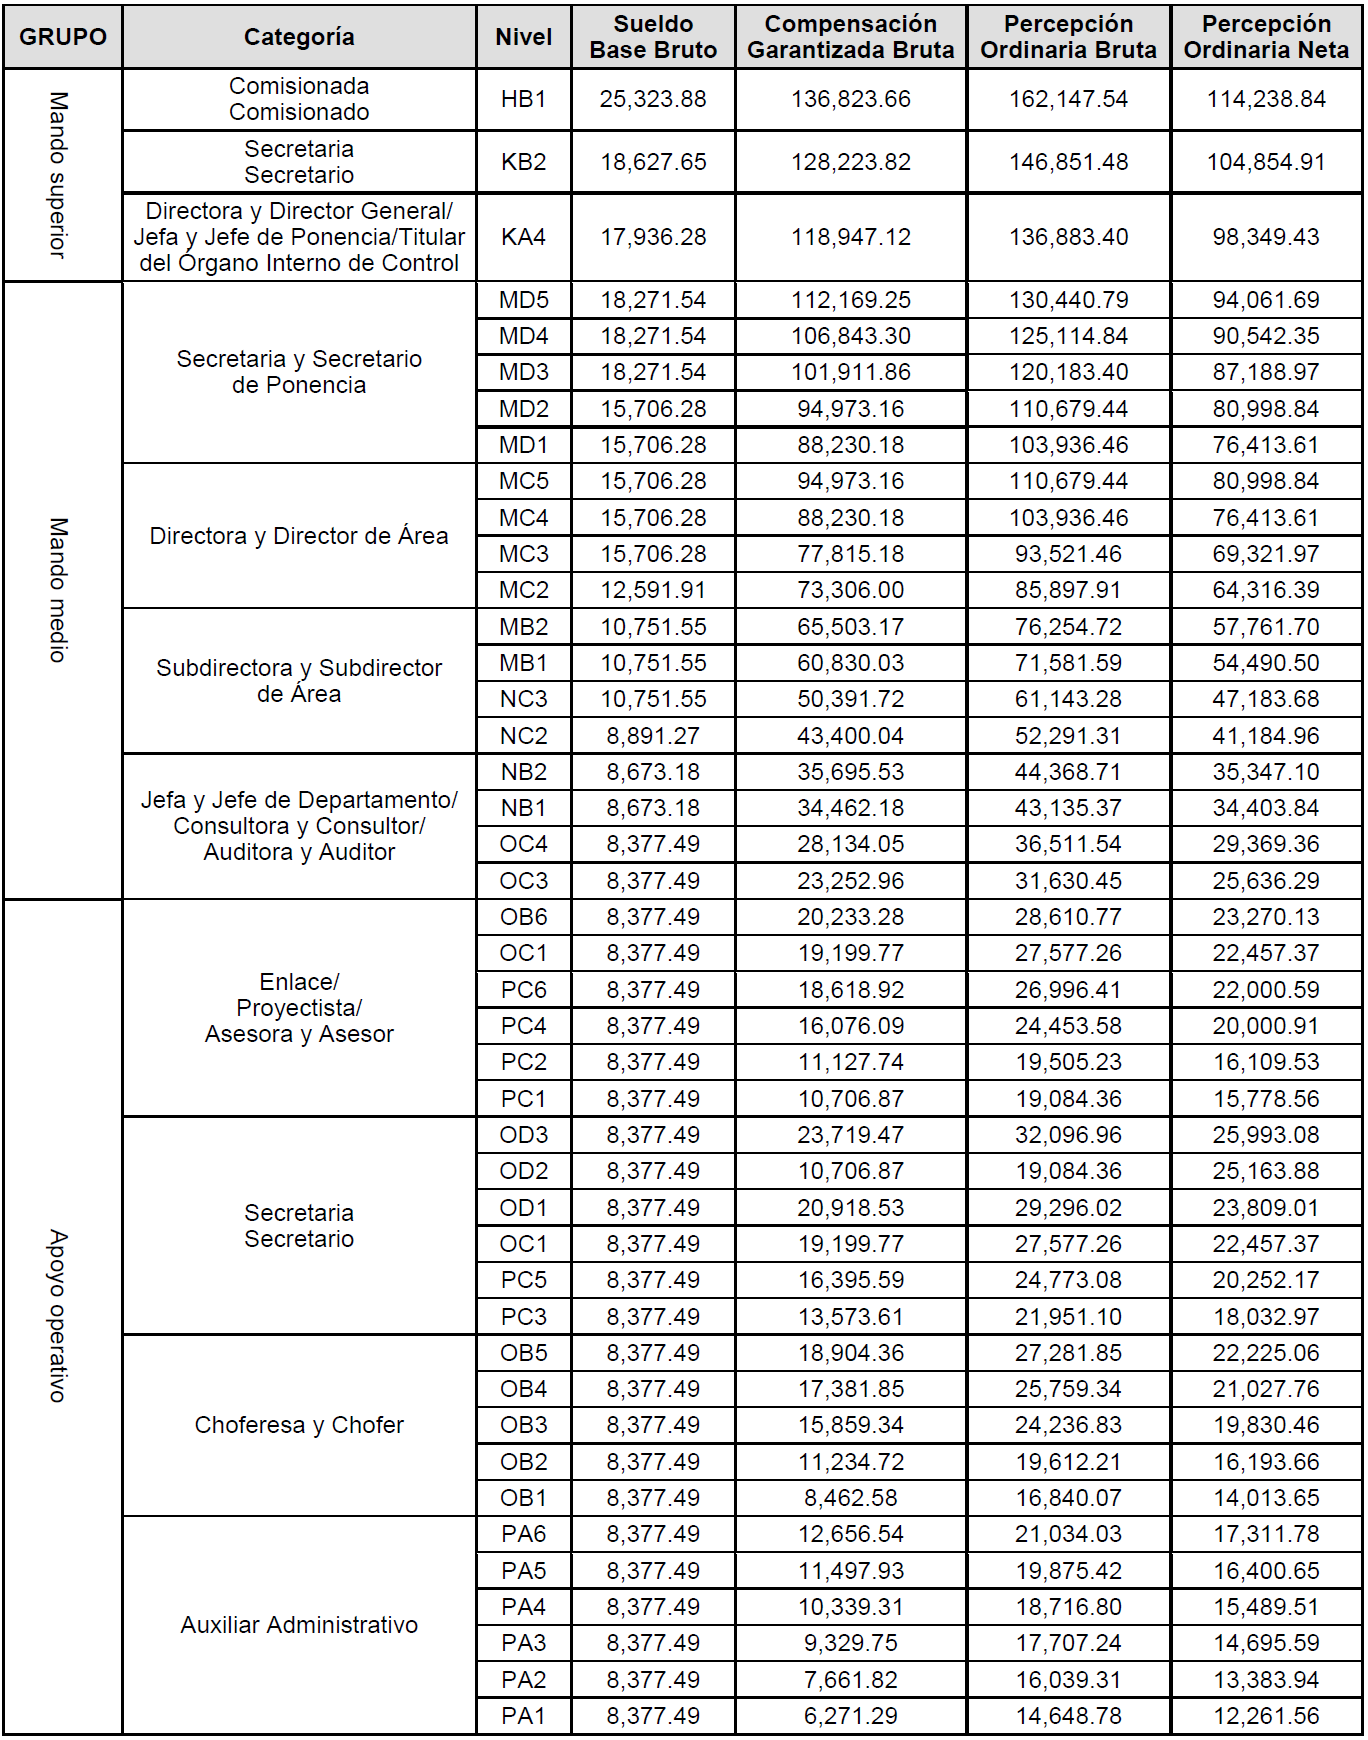 GRUPO Categoría Nivel Sueldo Base Bruto Compensación Garantizada Bruta Percepción Ordinaria Bruta Percepción Ordinaria Neta
Mando superior
Comisionada
Comisionado
HB1 25,323.88 136,823.66 162,147.54 114,238.84
Secretaria
Secretario
KB2 18,627.65 128,223.82 146,851.48 104,854.91
Directora y Director General/
Jefa y Jefe de Ponencia/Titular
del Órgano Interno de Control
KA4 17,936.28 118,947.12 136,883.40 98,349.43
Mando medio
Secretaria y Secretario
de Ponencia
MD5 18,271.54 112,169.25 130,440.79 94,061.69
MD4 18,271.54 106,843.30 125,114.84 90,542.35
MD3 18,271.54 101,911.86 120,183.40 87,188.97
MD2 15,706.28 94,973.16 110,679.44 80,998.84
MD1 15,706.28 88,230.18 103,936.46 76,413.61
Directora y Director de Área
MC5 15,706.28 94,973.16 110,679.44 80,998.84
MC4 15,706.28 88,230.18 103,936.46 76,413.61
MC3 15,706.28 77,815.18 93,521.46 69,321.97
MC2 12,591.91 73,306.00 85,897.91 64,316.39
Subdirectora y Subdirector
de Área
MB2 10,751.55 65,503.17 76,254.72 57,761.70
MB1 10,751.55 60,830.03 71,581.59 54,490.50
NC3 10,751.55 50,391.72 61,143.28 47,183.68
NC2 8,891.27 43,400.04 52,291.31 41,184.96
Jefa y Jefe de Departamento/
Consultora y Consultor/
Auditora y Auditor
NB2 8,673.18 35,695.53 44,368.71 35,347.10
NB1 8,673.18 34,462.18 43,135.37 34,403.84
OC4 8,377.49 28,134.05 36,511.54 29,369.36
OC3 8,377.49 23,252.96 31,630.45 25,636.29
Apoyo operativo
Enlace/
Proyectista/
Asesora y Asesor
OB6 8,377.49 20,233.28 28,610.77 23,270.13
OC1 8,377.49 19,199.77 27,577.26 22,457.37
PC6 8,377.49 18,618.92 26,996.41 22,000.59
PC4 8,377.49 16,076.09 24,453.58 20,000.91
PC2 8,377.49 11,127.74 19,505.23 16,109.53
PC1 8,377.49 10,706.87 19,084.36 15,778.56
Secretaria
Secretario
OD3 8,377.49 23,719.47 32,096.96 25,993.08
OD2 8,377.49 10,706.87 19,084.36 25,163.88
OD1 8,377.49 20,918.53 29,296.02 23,809.01
OC1 8,377.49 19,199.77 27,577.26 22,457.37
PC5 8,377.49 16,395.59 24,773.08 20,252.17
PC3 8,377.49 13,573.61 21,951.10 18,032.97
Choferesa y Chofer
OB5 8,377.49 18,904.36 27,281.85 22,225.06
OB4 8,377.49 17,381.85 25,759.34 21,027.76
OB3 8,377.49 15,859.34 24,236.83 19,830.46
OB2 8,377.49 11,234.72 19,612.21 16,193.66
OB1 8,377.49 8,462.58 16,840.07 14,013.65
Auxiliar Administrativo
PA6 8,377.49 12,656.54 21,034.03 17,311.78
PA5 8,377.49 11,497.93 19,875.42 16,400.65
PA4 8,377.49 10,339.31 18,716.80 15,489.51
PA3 8,377.49 9,329.75 17,707.24 14,695.59
PA2 8,377.49 7,661.82 16,039.31 13,383.94
PA1 8,377.49 6,271.29 14,648.78 12,261.56